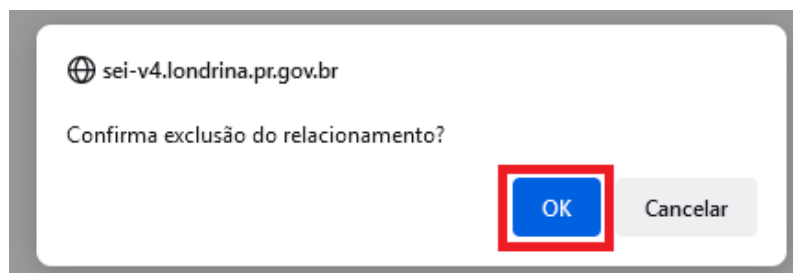 sei-v4.londrina.pr.gov.br
Confirma exclusão do relacionamento?
OK Cancelar